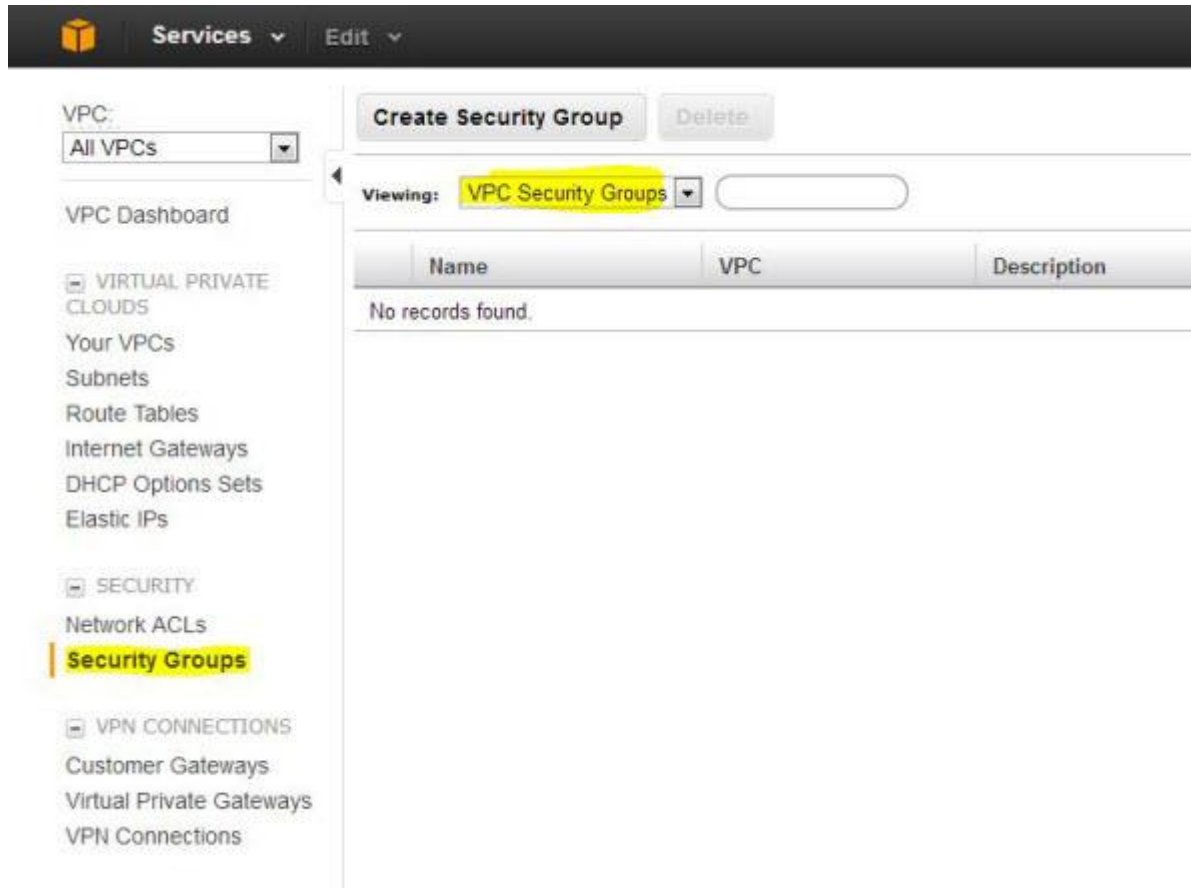 Services Edit
VPC:
All VPCs
VPC Dashboard
VIRTUAL PRIVATE
CLOUDS
Your VPCs
Subnets
Route Tables
Internet Gateways
DHCP Options Sets
Elastic IPs
SECURITY
Network ACLs
Security Groups
VPN CONNECTIONS
Customer Gateways
Virtual Private Gateways
VPN Connections
Create Security Group Delete
Viewing: VPC Security Groups
Name VPC Description
No records found.